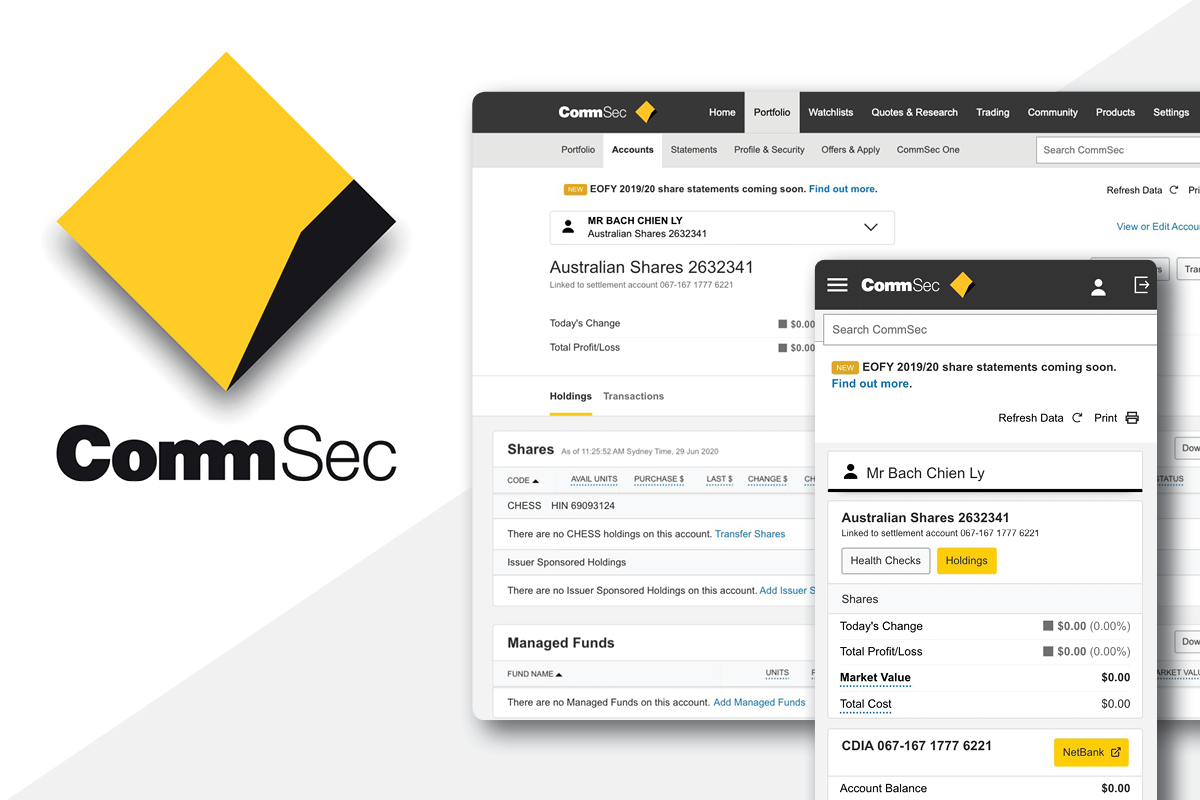 CommSec
CommSec
Home
Portfolio
Watchlists
Quotes & Research
Trading
Community
Products
Settings
Portfolio
Accounts
Statements
Profile & Security
Offers & Apply
CommSec One
Search CommSec
NEW EOFY 2019/20 share statements coming soon. Find out more.
Refresh Data
MR BACH CHIEN LY
Australian Shares 2632341
View or Edit
Australian Shares 2632341
Linked to settlement account 067-167 1777 6221
Today's Change $0.00
Total Profit/Loss $0.00
Holdings
Transactions
Shares As of 11:25:52 AM Sydney Time, 29 Jun 2020
CODE AVAIL UNITS PURCHASE $ LAST $ CHANGE $
CHESS HIN 69093124
There are no CHESS holdings on this account. Transfer Shares
Issuer Sponsored Holdings
There are no Issuer Sponsored Holdings on this account. Add Issuer
Managed Funds
FUND NAME UNITS
There are no Managed Funds on this account. Add Managed Funds
CommSec
Search CommSec
NEW EOFY 2019/20 share statements coming soon.
Find out more.
Refresh Data Print
Mr Bach Chien Ly
Australian Shares 2632341
Linked to settlement account 067-167 1777 6221
Health Checks
Holdings
Shares
Today's Change $0.00 (0.00%)
Total Profit/Loss $0.00 (0.00%)
Market Value $0.00
Total Cost $0.00
CDIA 067-167 1777 6221
NetBank
Account Balance $0.00